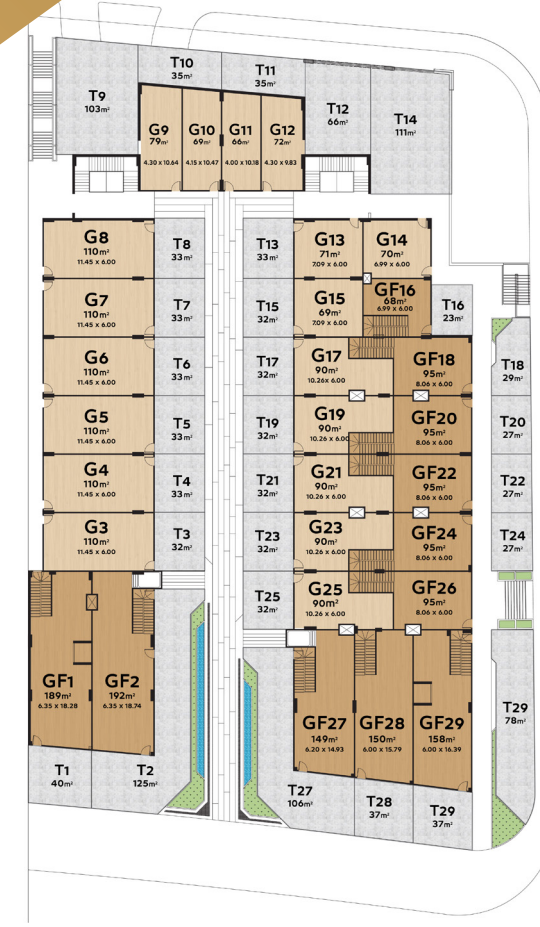 T9
103m²
T10
35m²
T11
35m²
T12
66m²
T14
111m²
G9
79m²
4.30 x 10.64
G10
69m²
4.15 x 10.47
G11
66m²
4.00 x 10.18
G12
72m²
4.30 x 9.83
G8
110m²
11.45 x 6.00
T8
33m²
T13
33m²
G13
71m²
7.09 x 6.00
G14
70m²
6.99 x 6.00
G7
110m²
11.45 x 6.00
T7
33m²
T15
32m²
G15
69m²
7.09 x 6.00
GF16
68m²
6.99 x 6.00
T16
23m²
G6
110m²
11.45 x 6.00
T6
33m²
T17
32m²
G17
90m²
10.26x 6.00
GF18
95m²
8.06 x 6.00
T18
29m²
G5
110m²
11.45 x 6.00
T5
33m²
T19
32m²
G19
90m²
10.26 x 6.00
GF20
95m²
8.06 x 6.00
T20
27m²
G4
110m²
11.45 x 6.00
T4
33m²
T21
32m²
G21
90m²
10.26 x 6.00
GF22
95m²
8.06 x 6.00
T22
27m²
G3
110m²
11.45 x 6.00
T3
32m²
T23
32m²
G23
90m²
10.26 x 6.00
GF24
95m²
8.06 x 6.00
T24
27m²
T25
32m²
G25
90m²
10.26 x 6.00
GF26
95m²
8.06 x 6.00
GF1
189m²
6.35 x 18.28
GF2
192m²
6.35 x 18.74
GF27
149m²
6.20 x 14.93
GF28
150m²
6.00 x 15.79
GF29
158m²
6.00 x 16.39
T29
78m²
T1
40m²
T2
125m²
T27
106m²
T28
37m²
T29
37m²